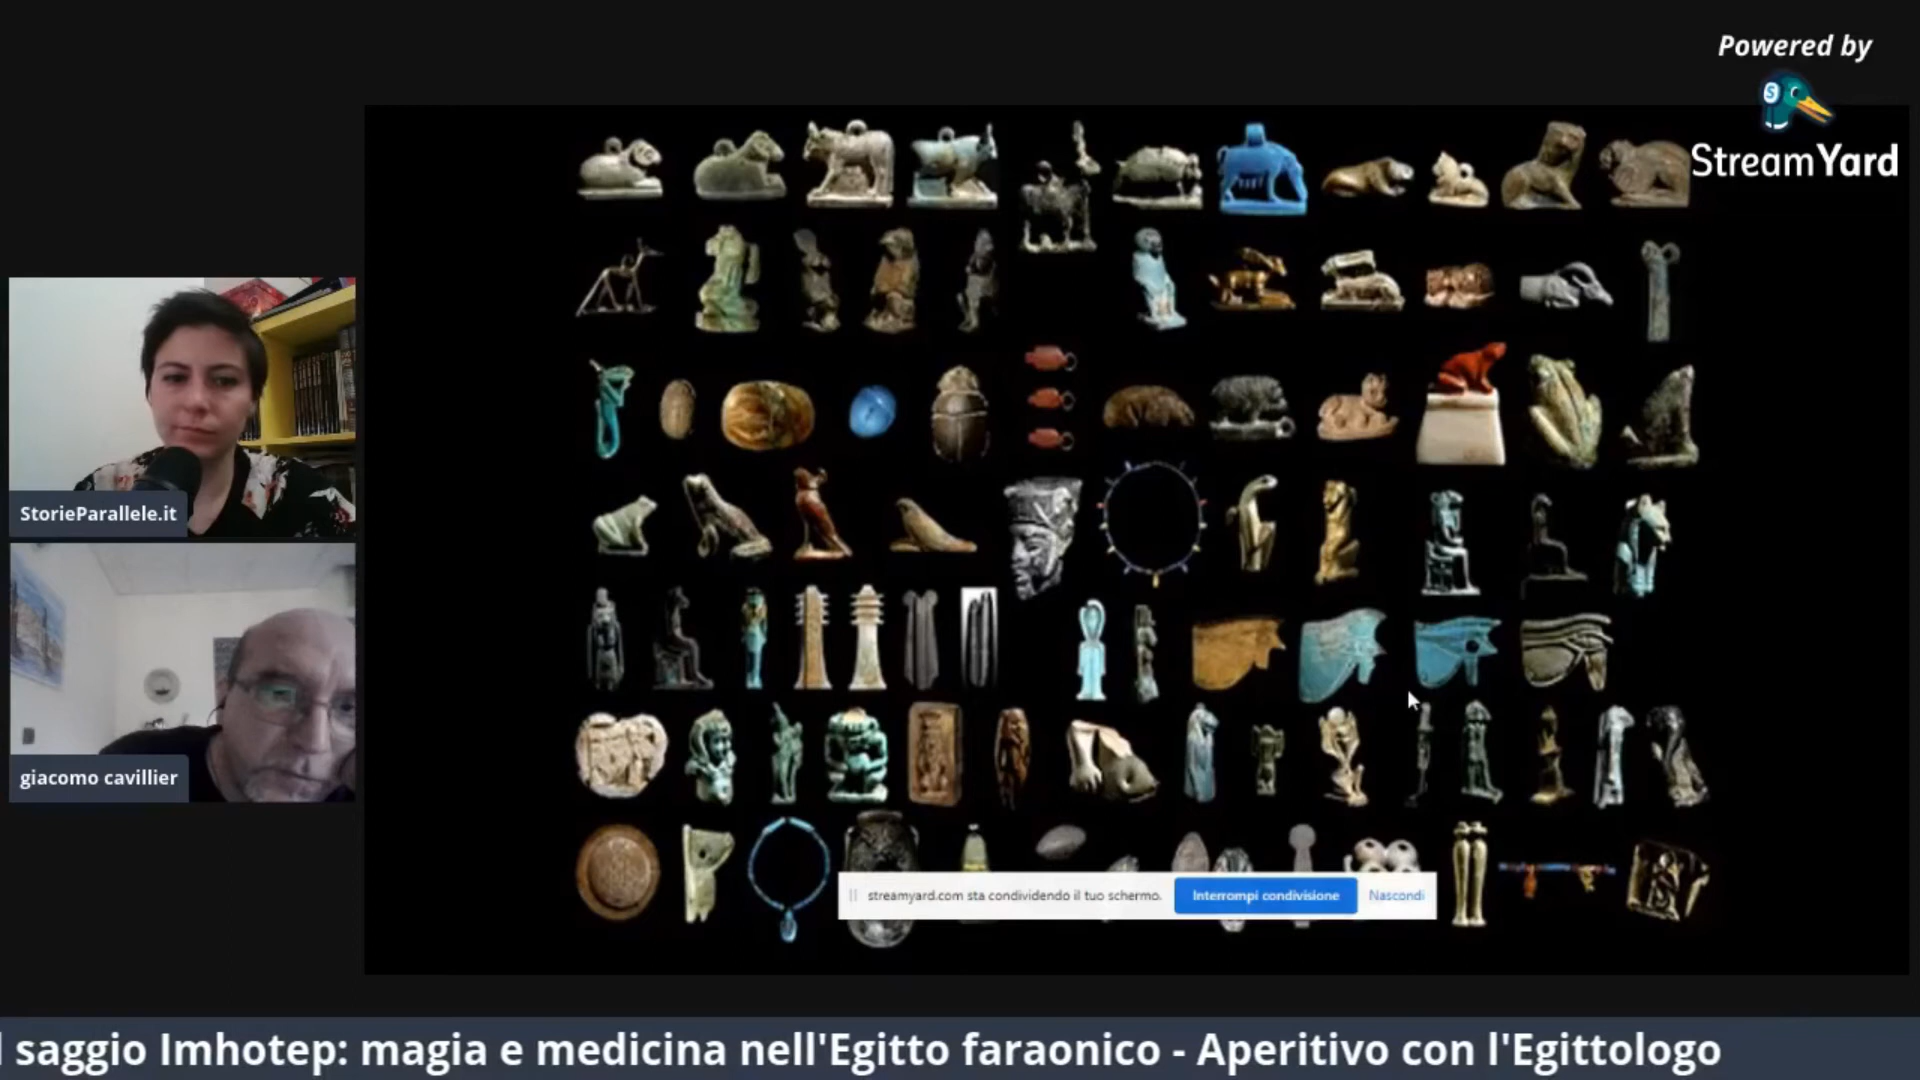 Powered by
StreamYard
StorieParallele.it
giacomo cavillier
streamyard.com sta condividendo il tuo schermo.
Interrompi condivisione
Nascondi
saggio Imhotep: magia e medicina nell'Egitto faraonico - Aperitivo con l'Egittologo